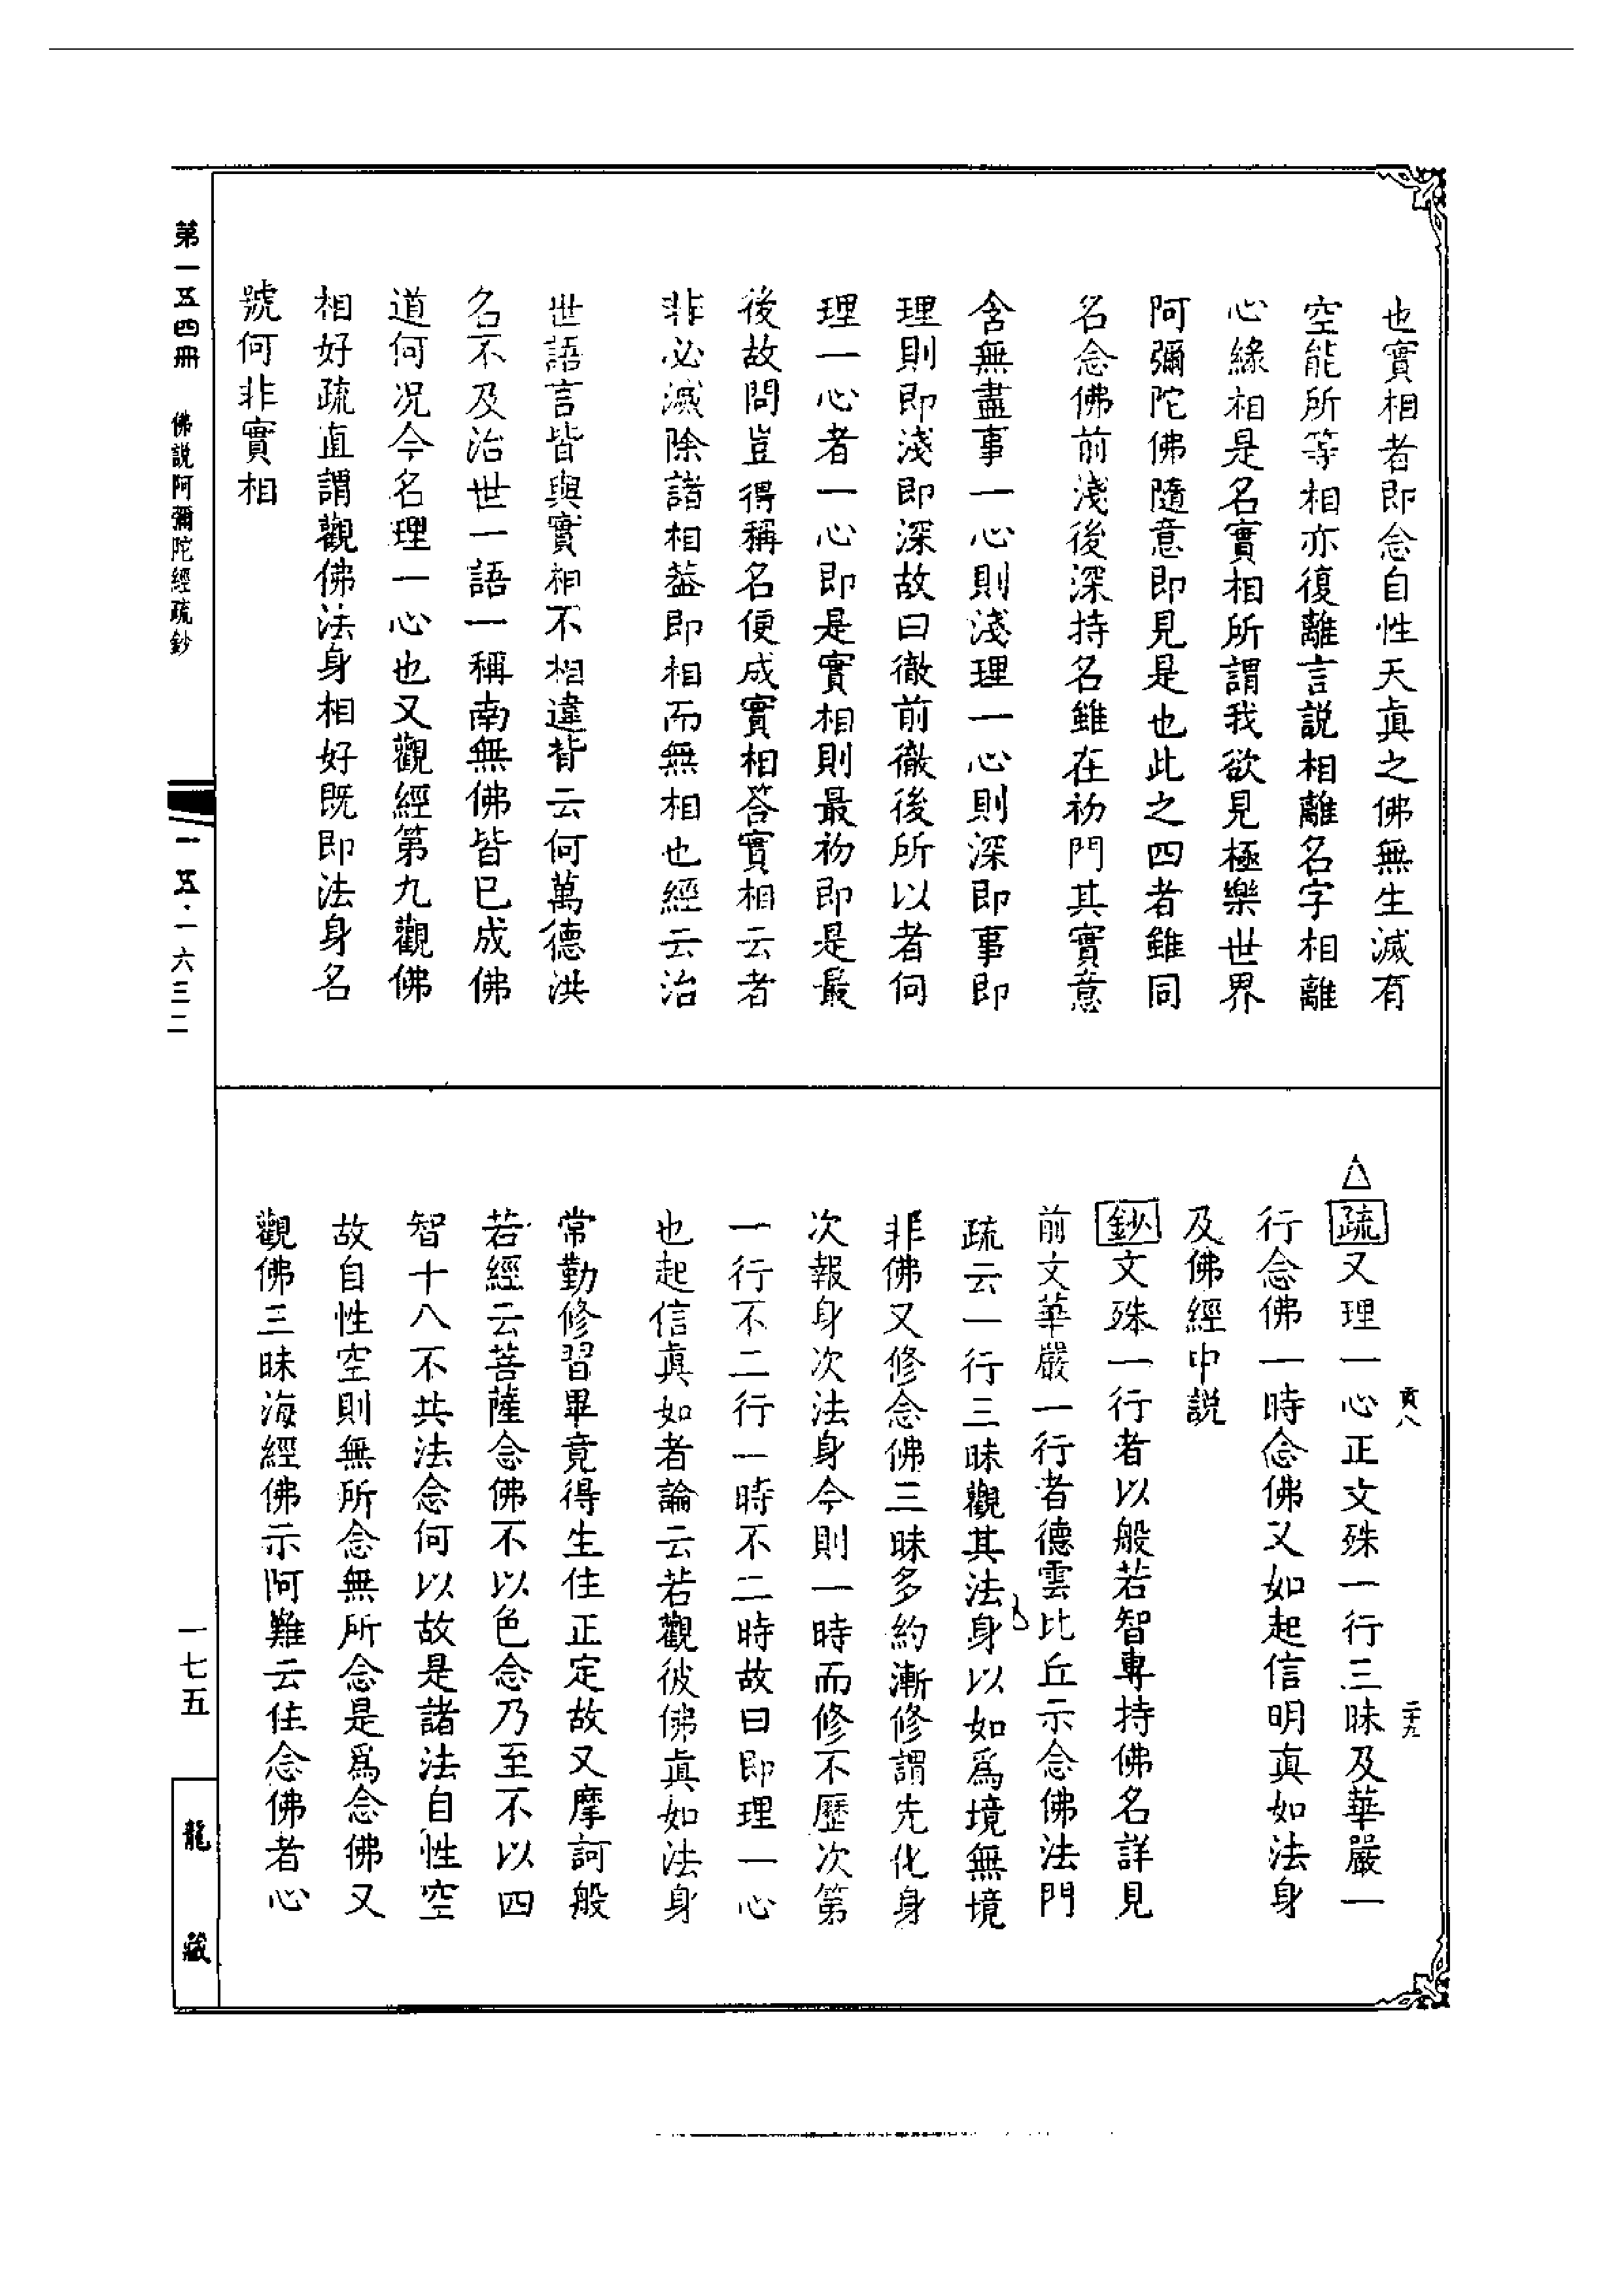 也實相者即念自性天眞之佛無生滅有
空能所等相亦復離言説相離名字相離
心緣相是名實相所謂我欲見極樂世界
阿彌陀佛隨意即見是也此之四者雖同
名念佛前淺後深持名雖在初門其實意
含無盡事一心則淺理一心則深即事即
理則即淺即深故曰徹前徹後所以者何
理一心者一心即是實相則最初即是最
後故問豈得稱名便成實相答實相云者
非必滅除諸相葢即相而無相也經云治
世語言皆與實相不相違背云何萬德洪
名不及治世一語一稱南無佛皆已成佛
道何况今名理一心也又觀經第九觀佛
相好疏直謂觀佛法身相好既即法身名
號何非實相
△疏又理一心正文殊一行三昧及華嚴一
行念佛一時念佛又如起信明眞如法身
及佛經中説
鈔文殊一行者以般若智專持佛名詳見
前文華嚴一行者德雲比丘示念佛法門
疏云一行三昧觀其法身以如爲境無境
非佛又修念佛三昧多約漸修謂先化身
次報身次法身今則一時而修不歷次第
一行不二行一時不二時故曰即理一心
也起信眞如者論云若觀彼佛眞如法身
常勤修習畢竟得生住正定故又摩訶般
若經云菩薩念佛不以色念乃至不以四
智十八不共法念何以故是諸法自性空
故自性空則無所念無所念是爲念佛又
觀佛三昧海經佛示阿難云住念佛者心
貢八
二十九
第一五四冊
佛説阿彌陀經疏鈔
一五·一六三二
一七五
龍藏